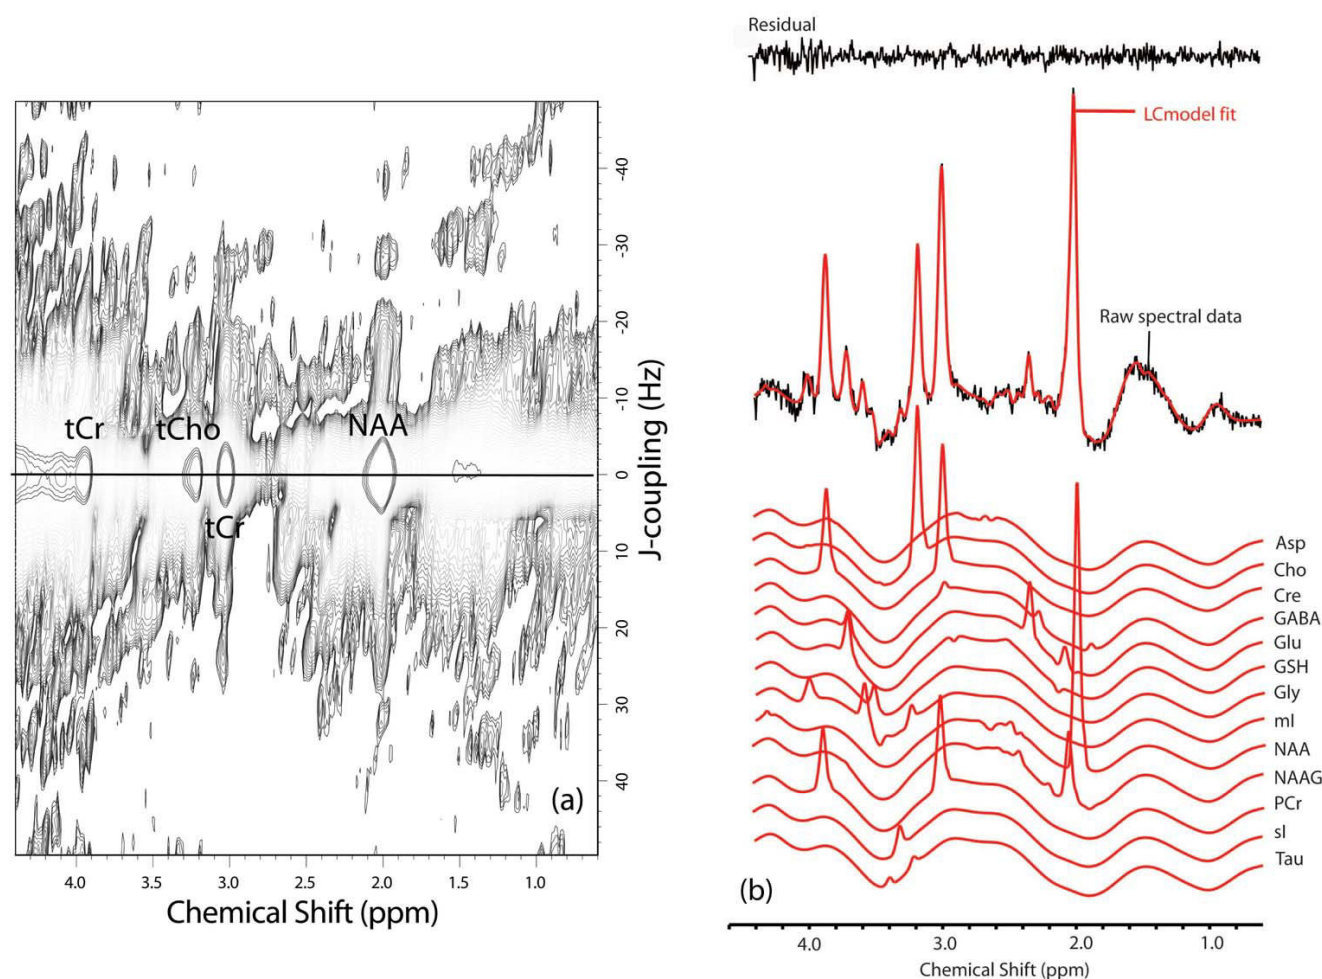 tCr
tCho
NAA
tCr
-40
-30
-20
-10
0
10
20
30
40
J-coupling (Hz)
(a)
4.0 3.5 3.0 2.5 2.0 1.5 1.0
Chemical Shift (ppm)
Residual
LCmodel fit
Raw spectral data
Asp
Cho
Cre
GABA
Glu
GSH
Gly
mI
NAA
NAAG
PCr
sI
Tau
(b)
4.0 3.0 2.0 1.0
Chemical Shift (ppm)